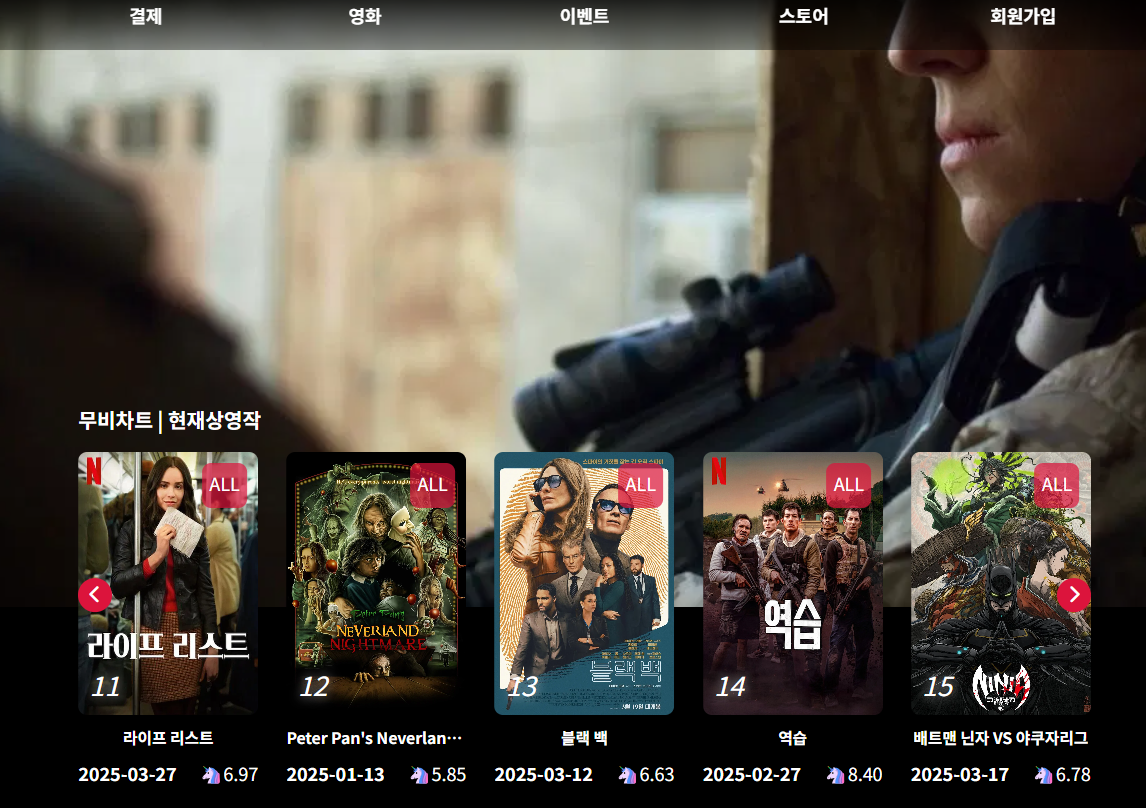 결제
영화
이벤트
스토어
회원가입
무비차트 | 현재상영작
N
ALL
라이프 리스트
11
ALL
Peter Pan's
NEVERLAND
NIGHTMARE
12
ALL
블랙 백
13
N
ALL
역습
14
ALL
NINJA
15
라이프 리스트
Peter Pan's Neverlan…
블랙 백
역습
배트맨 닌자 VS 야쿠자리그
2025-03-27
🦄6.97
2025-01-13
🦄5.85
2025-03-12
🦄6.63
2025-02-27
🦄8.40
2025-03-17
🦄6.78